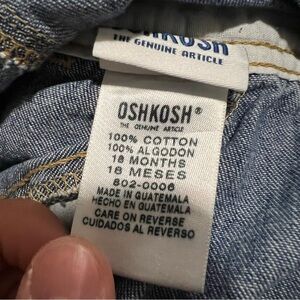 OSHKOSH
THE GENUINE ARTICLE
OSHKOSH®
THE GENUINE ARTICLE
100% COTTON
100% ALGODON
18 MONTHS
18 MESES
802-0006
MADE IN GUATEMALA
HECHO EN GUATEMALA
CARE ON REVERSE
CUIDADOS AL REVERSO